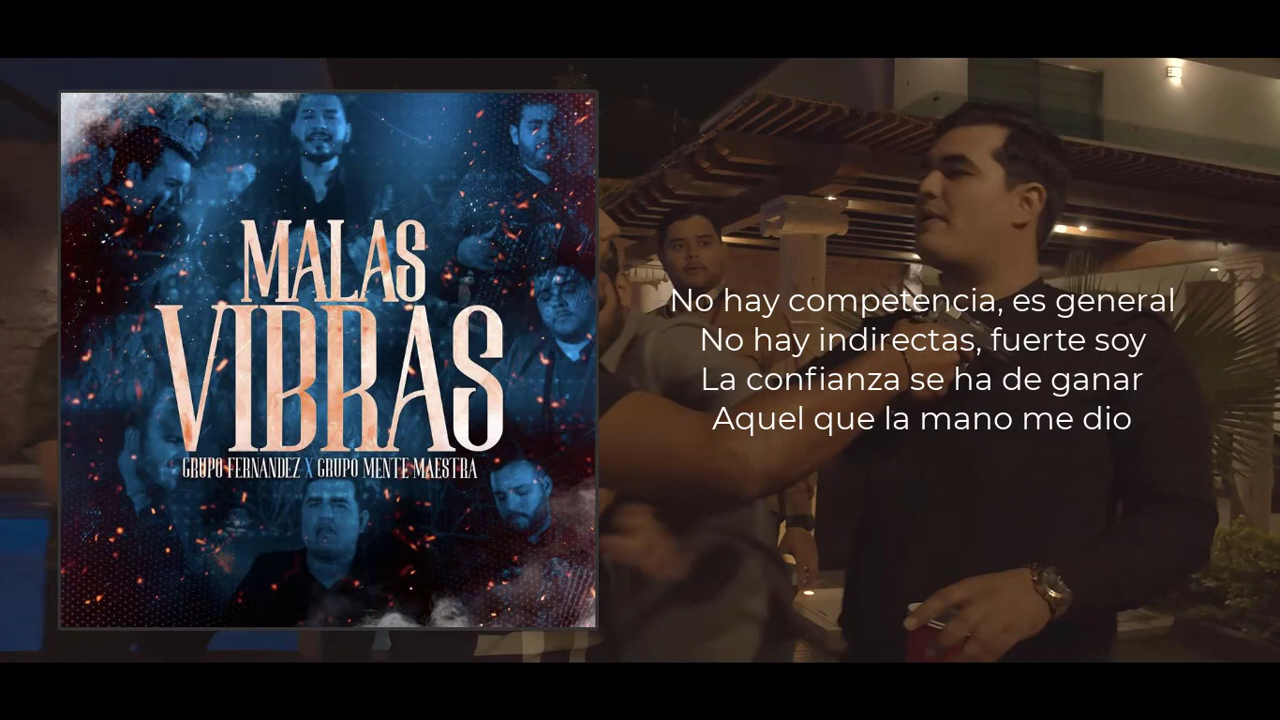 MALAS
VIBRAS
GRUPO FERNANDEZ X GRUPO MENTE MAESTRA
No hay competencia, es general
No hay indirectas, fuerte soy
La confianza se ha de ganar
Aquel que la mano me dio